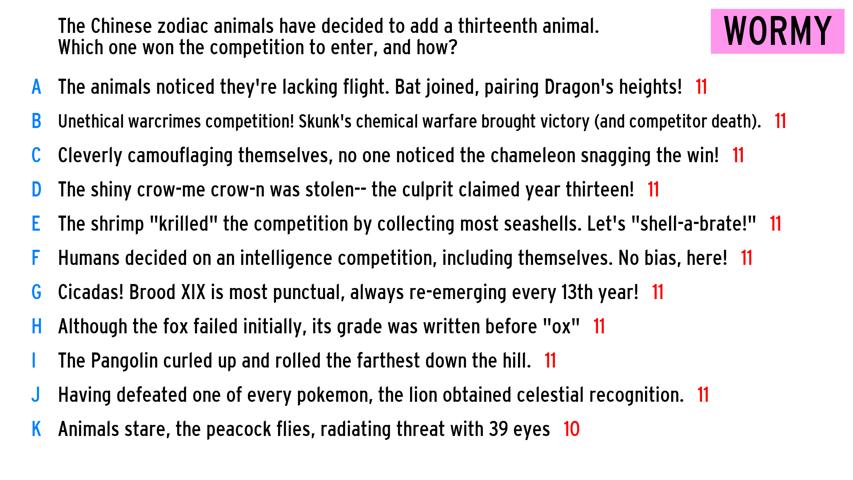 The Chinese zodiac animals have decided to add a thirteenth animal.
Which one won the competition to enter, and how?
WORMY
A The animals noticed they're lacking flight. Bat joined, pairing Dragon's heights! 11
B Unethical warcrimes competition! Skunk's chemical warfare brought victory (and competitor death). 11
C Cleverly camouflaging themselves, no one noticed the chameleon snagging the win! 11
D The shiny crow-me crow-n was stolen-- the culprit claimed year thirteen! 11
E The shrimp "krilled" the competition by collecting most seashells. Let's "shell-a-brate!" 11
F Humans decided on an intelligence competition, including themselves. No bias, here! 11
G Cicadas! Brood XIX is most punctual, always re-emerging every 13th year! 11
H Although the fox failed initially, its grade was written before "ox" 11
I The Pangolin curled up and rolled the farthest down the hill. 11
J Having defeated one of every pokemon, the lion obtained celestial recognition. 11
K Animals stare, the peacock flies, radiating threat with 39 eyes 10